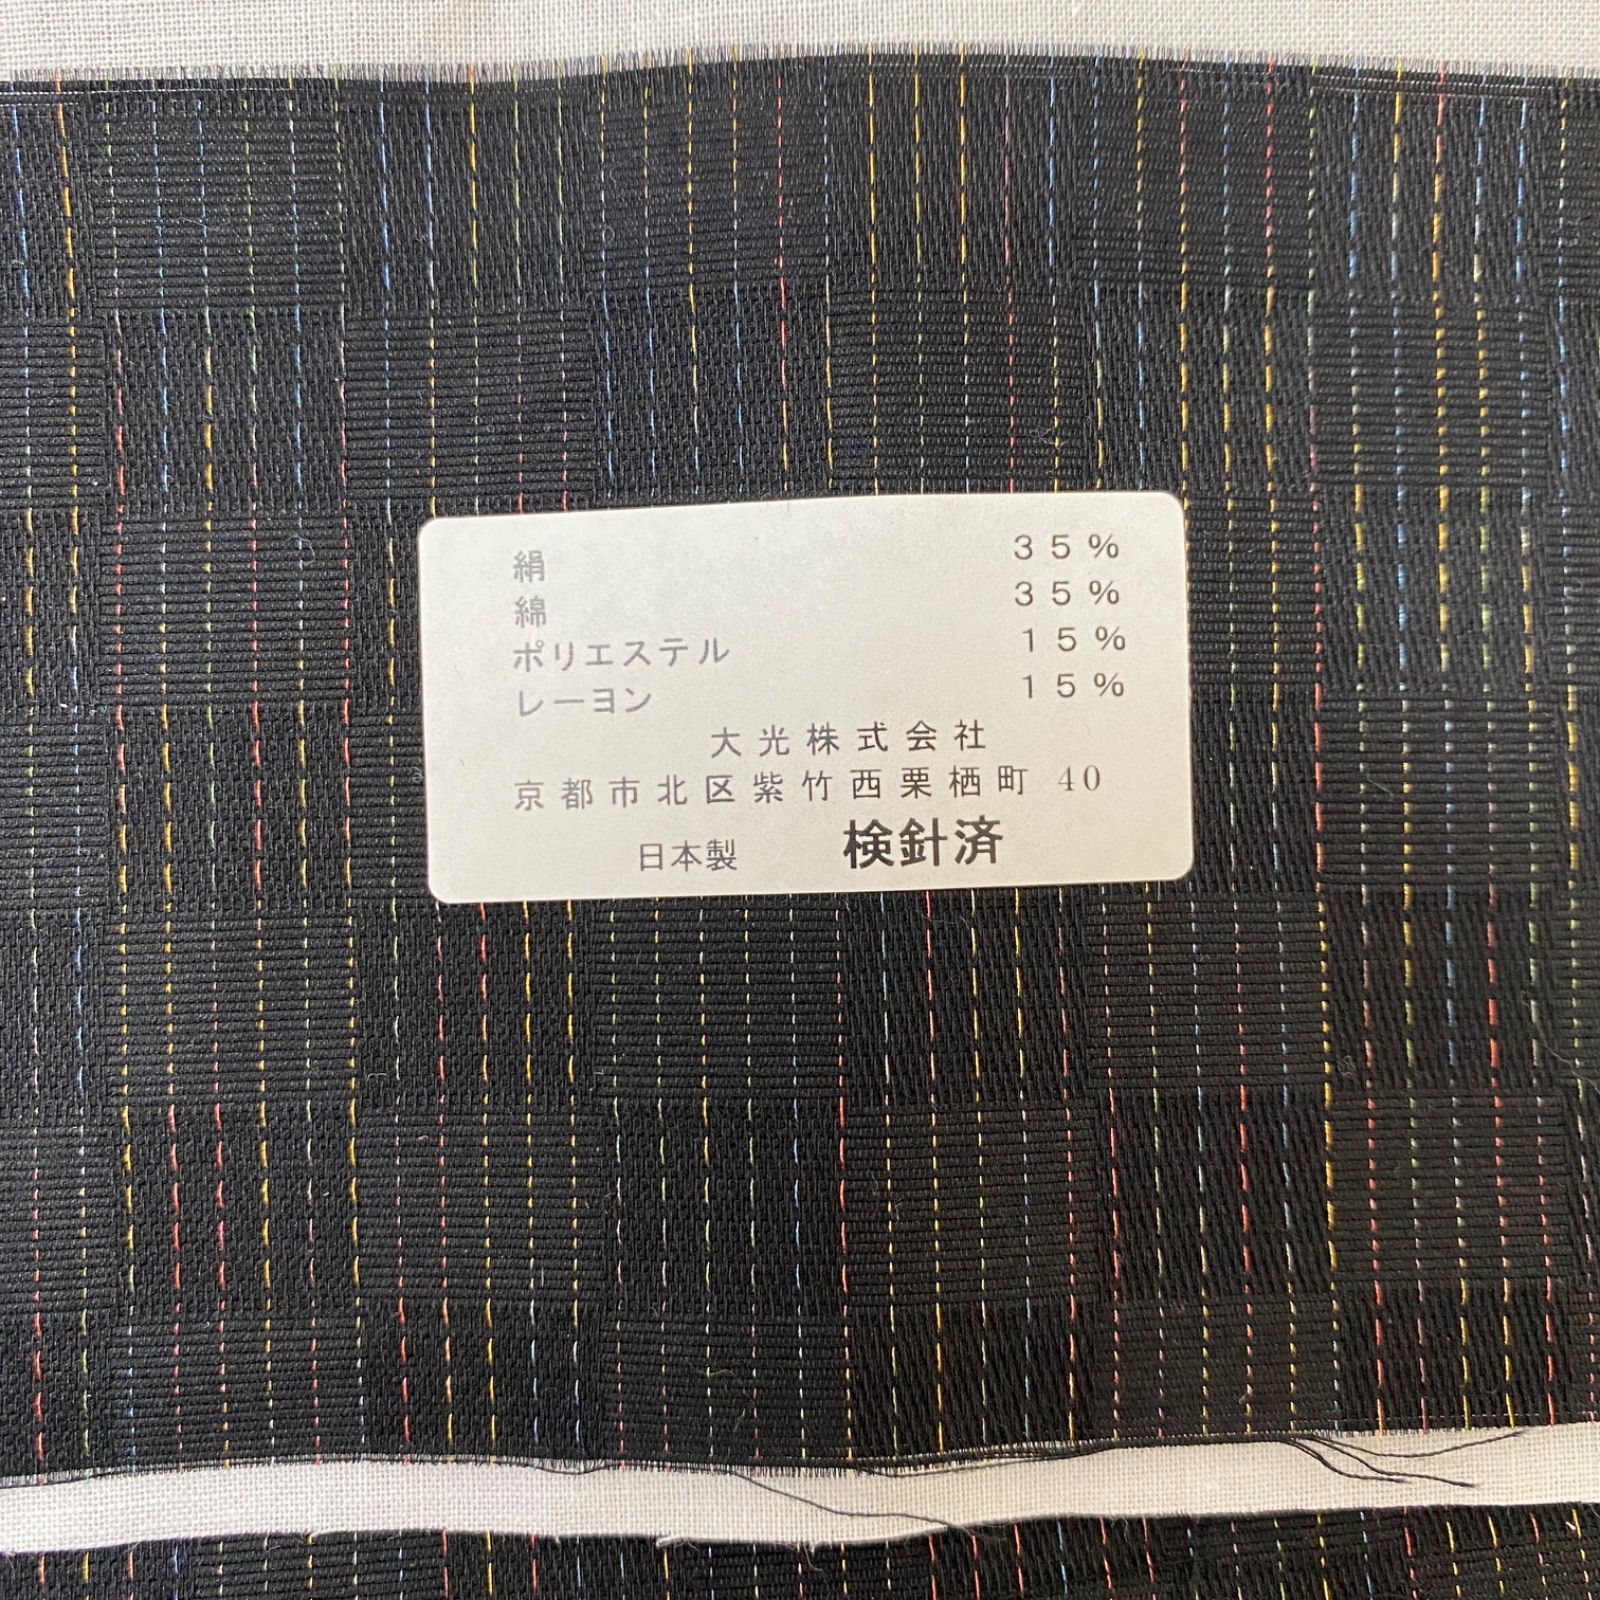 絹 35%
綿 35%
ポリエステル 15%
レーヨン 15%
大光株式会社
京都市北区紫竹西栗栖町 40
日本製 検針済